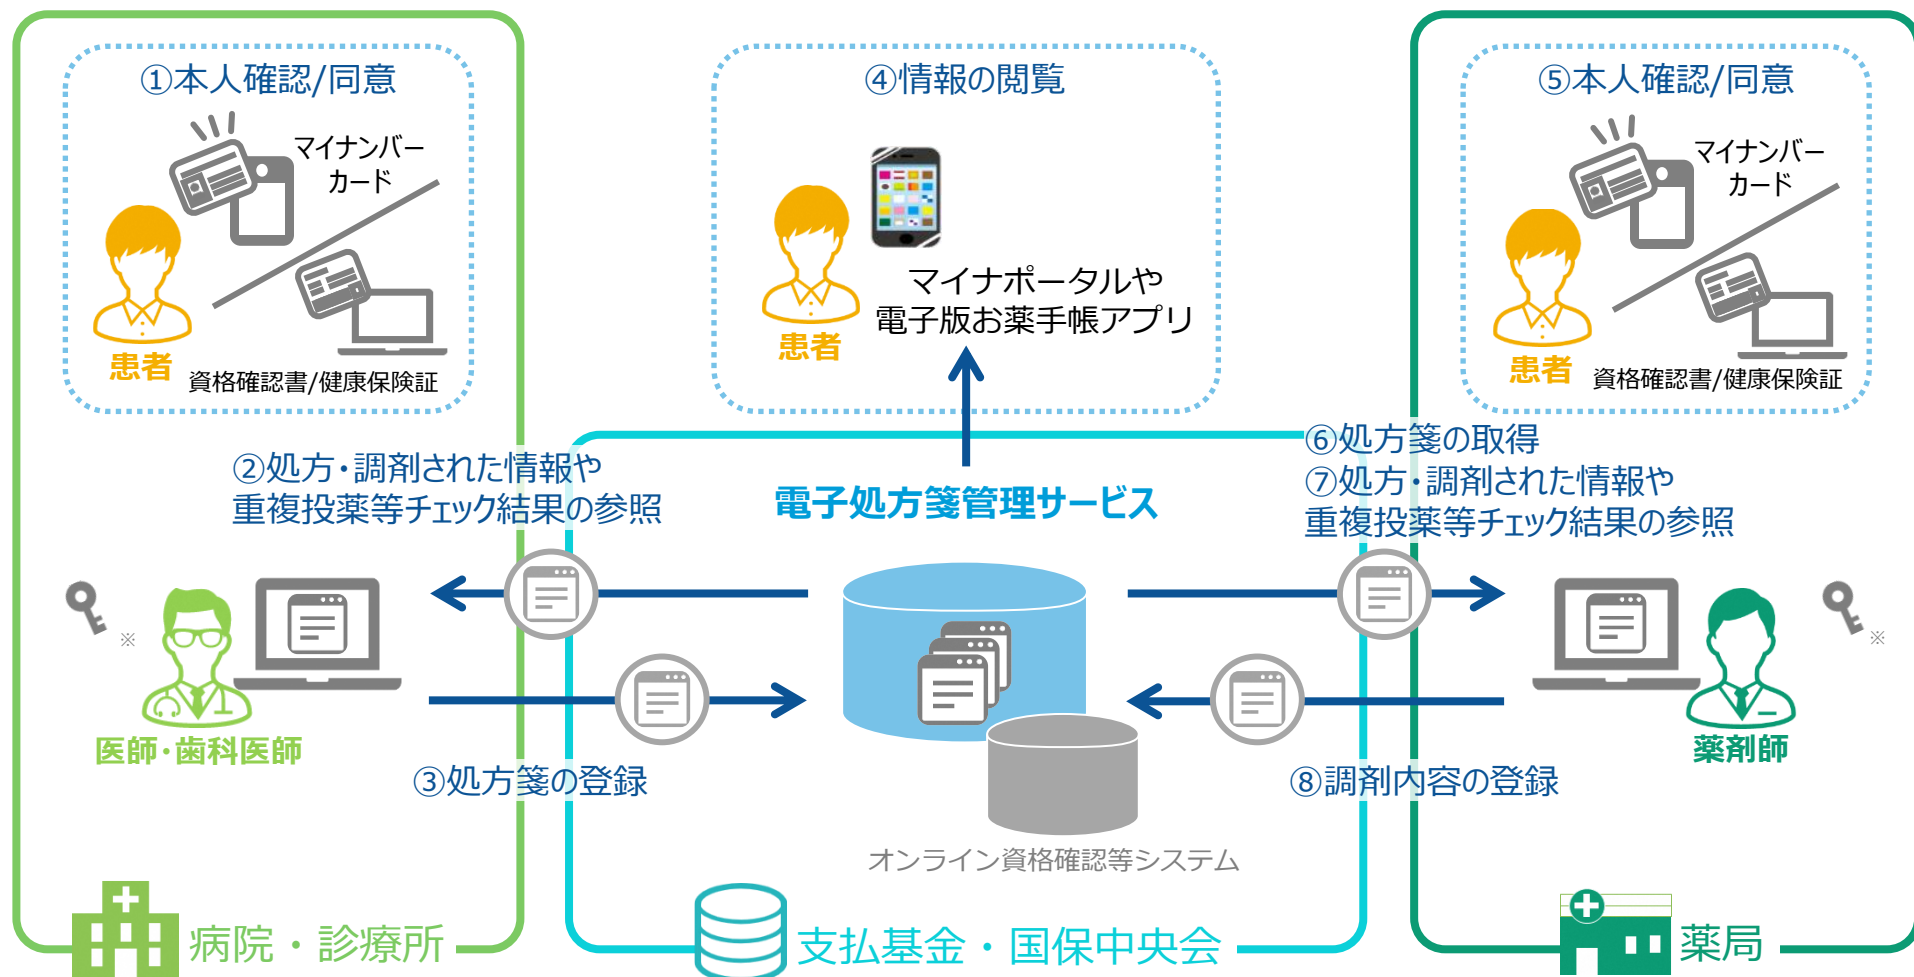 ①本人確認/同意
マイナンバー
カード
患者
資格確認書/健康保険証
②処方・調剤された情報や
重複投薬等チェック結果の参照
※
医師・歯科医師
③処方箋の登録
病院・診療所
④情報の閲覧
マイナポータルや
電子版お薬手帳アプリ
患者
電子処方箋管理サービス
オンライン資格確認等システム
支払基金・国保中央会
⑤本人確認/同意
マイナンバー
カード
患者
資格確認書/健康保険証
⑥処方箋の取得
⑦処方・調剤された情報や
重複投薬等チェック結果の参照
※
薬剤師
⑧調剤内容の登録
薬局